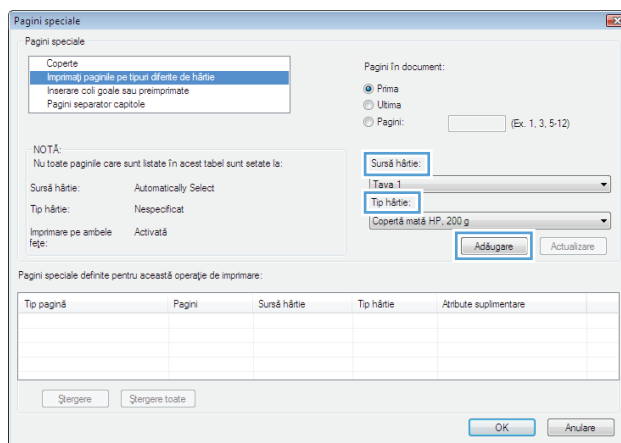 Pagini speciale
Pagini speciale
Coperte
Imprimați paginile pe tipuri diferite de hârtie
Inserare coli goale sau preimprimate
Pagini separator capitole
Pagini în document:
Prima
Ultima
Pagini: (Ex. 1, 3, 5-12)
NOTĂ:
Nu toate paginile care sunt listate în acest tabel sunt setate la:
Sursă hârtie: Automatically Select
Tip hârtie: Nespecificat
Imprimare pe ambele fețe: Activată
Sursă hârtie:
Tava 1
Tip hârtie:
Copertă mată HP, 200 g
Adăugare Actualizare
Pagini speciale definite pentru această operaţie de imprimare:
Tip pagină Pagini Sursă hârtie Tip hârtie Atribute suplimentare
Ştergere Ştergere toate
OK Anulare